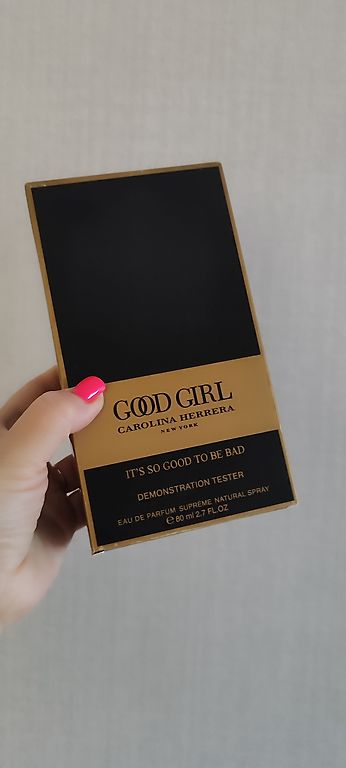 GOOD GIRL
CAROLINA HERRERA
NEW YORK
IT'S SO GOOD TO BE BAD
DEMONSTRATION TESTER
EAU DE PARFUM SUPREME NATURAL SPRAY
℮ 80 ml 2.7 FL.OZ